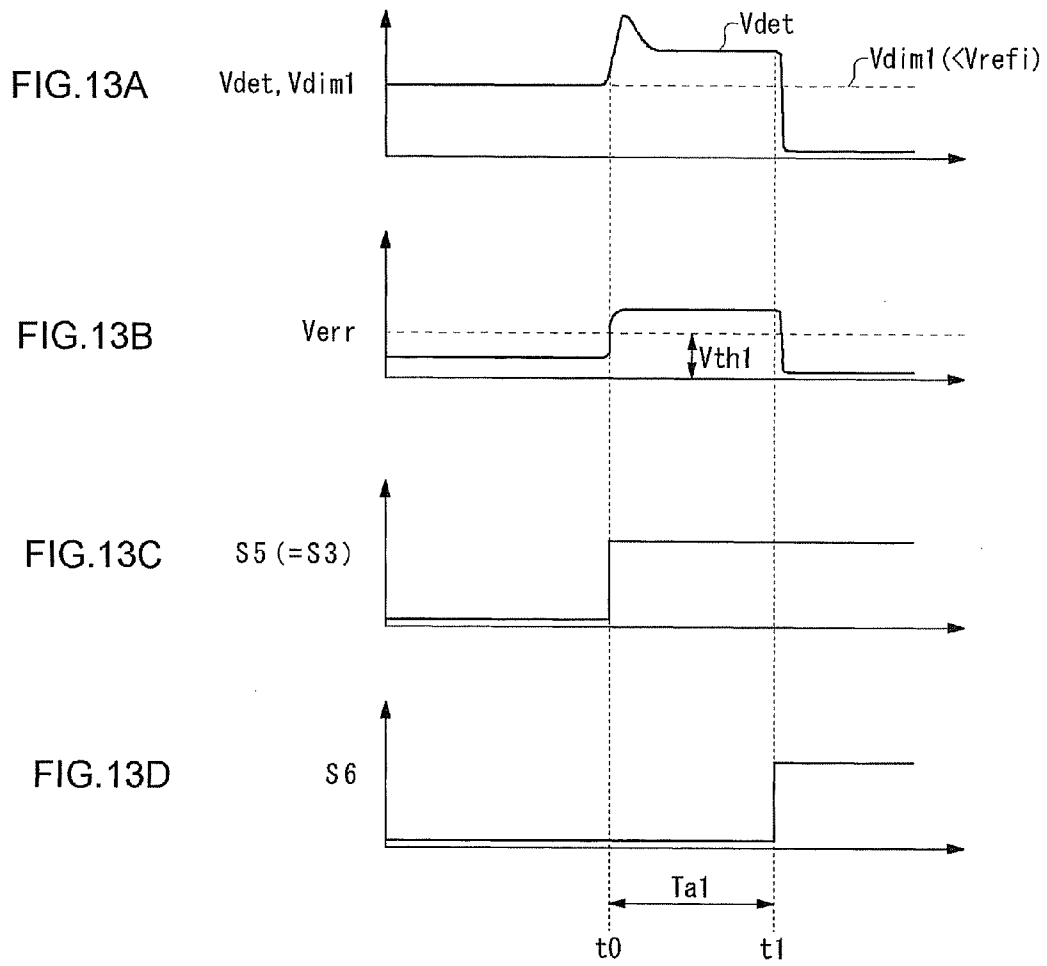 FIG.13A
Vdet, Vdim1
Vdet
Vdim1(<Vrefi)
FIG.13B
Verr
Vth1
FIG.13C
S5(=S3)
FIG.13D
S6
Ta1
t0
t1